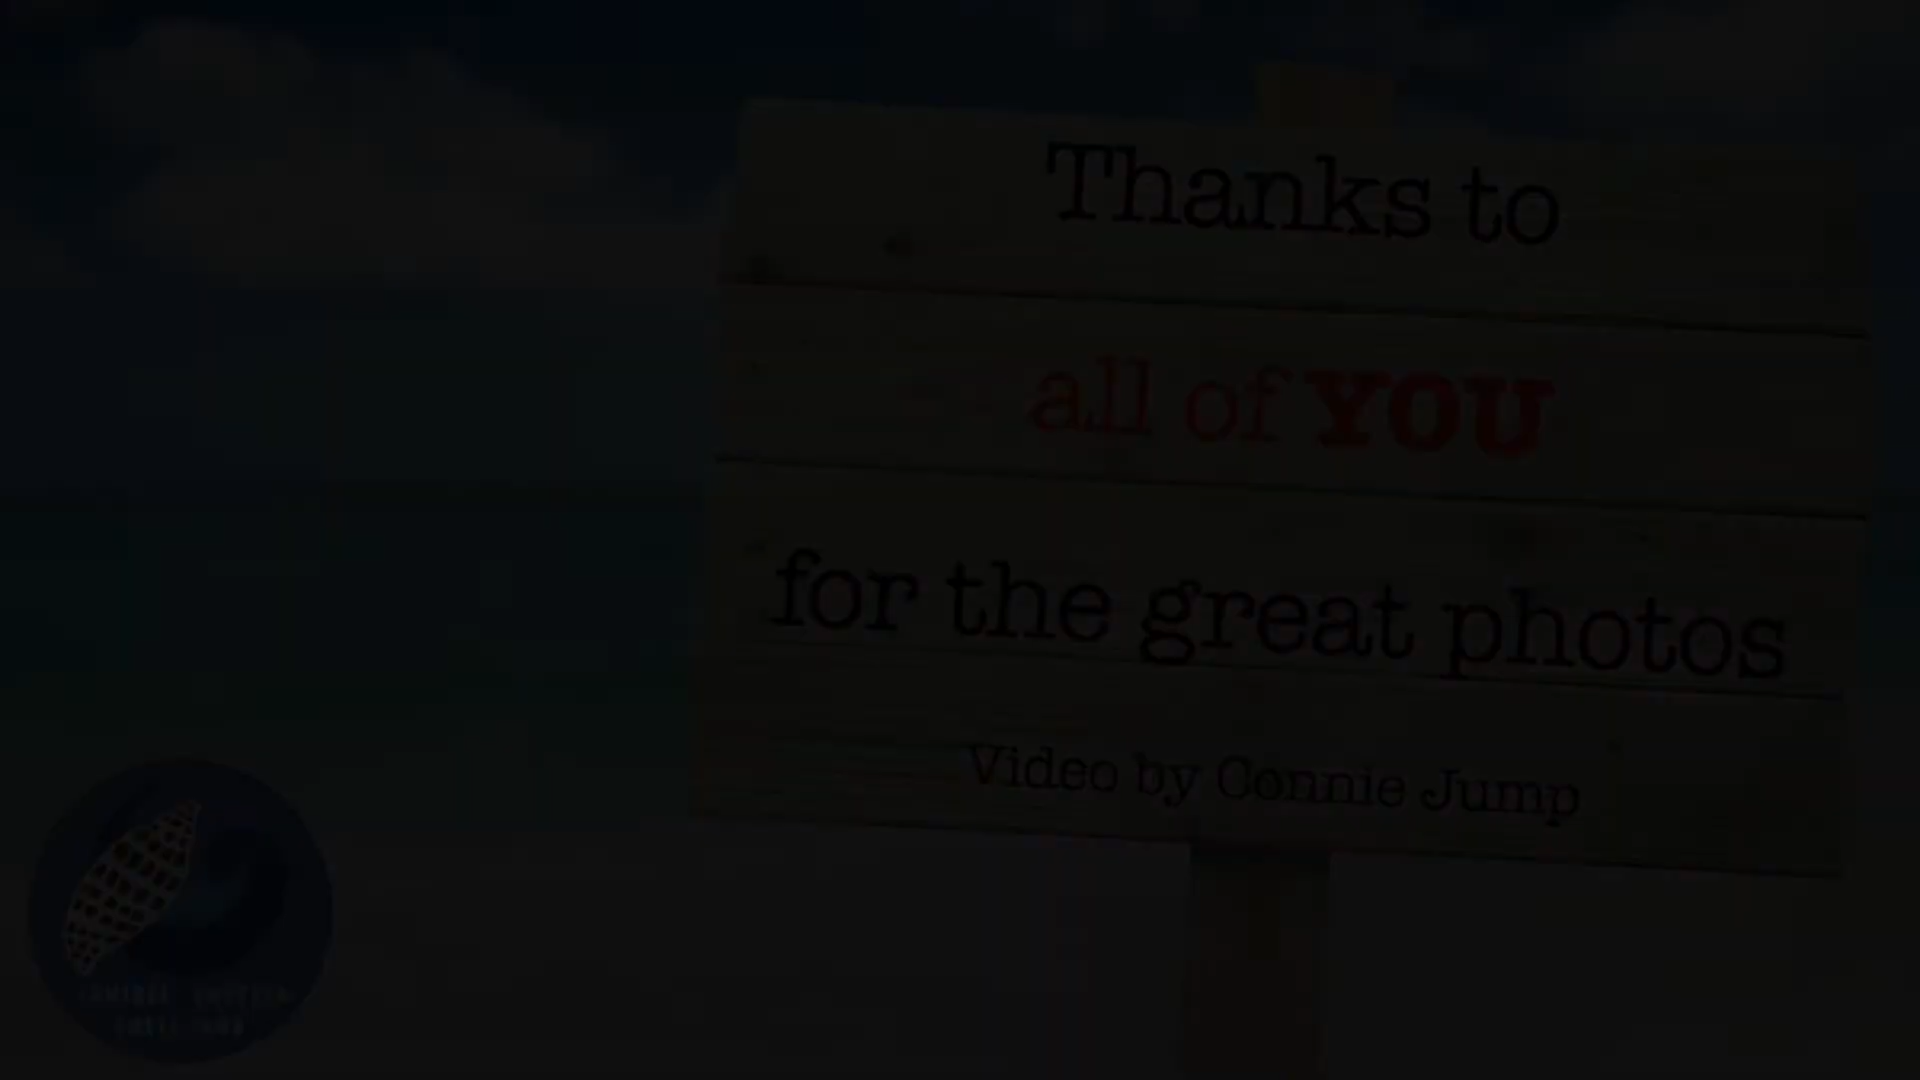 Thanks to
all of YOU
for the great photos
Video by Connie Jump